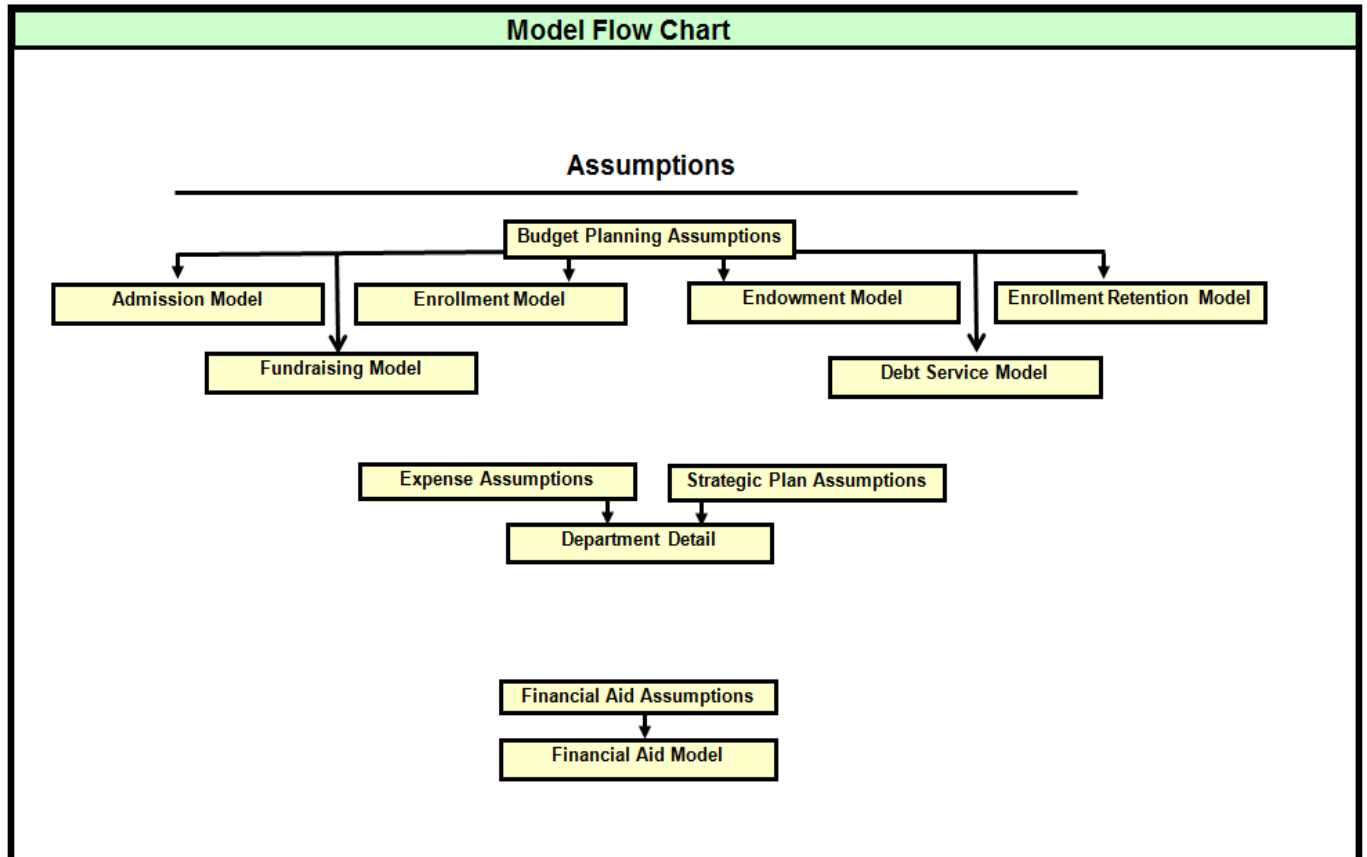 Model Flow Chart
Assumptions
Budget Planning Assumptions
Admission Model
Enrollment Model
Endowment Model
Enrollment Retention Model
Fundraising Model
Debt Service Model
Expense Assumptions
Strategic Plan Assumptions
Department Detail
Financial Aid Assumptions
Financial Aid Model